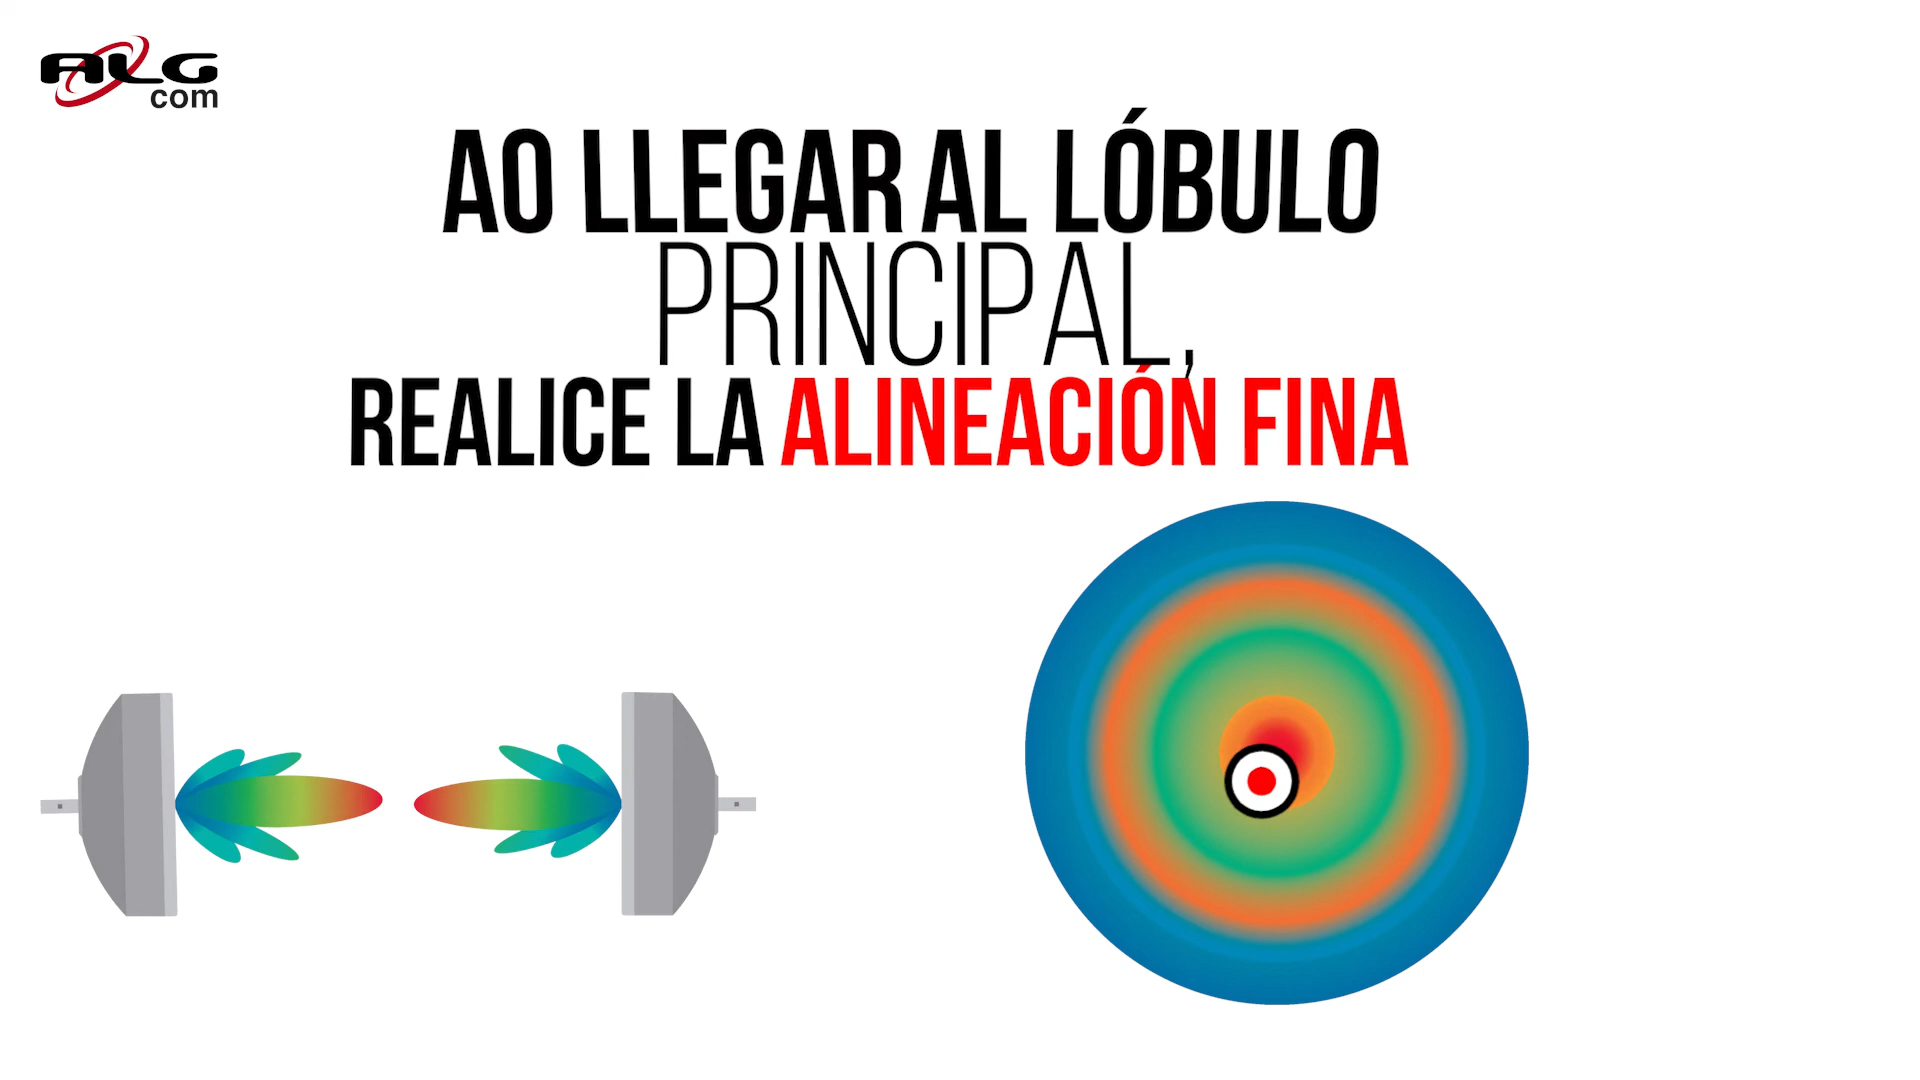 ALG
com
AO LLEGAR AL LÓBULO
PRINCIPAL,
REALICE LA ALINEACIÓN FINA